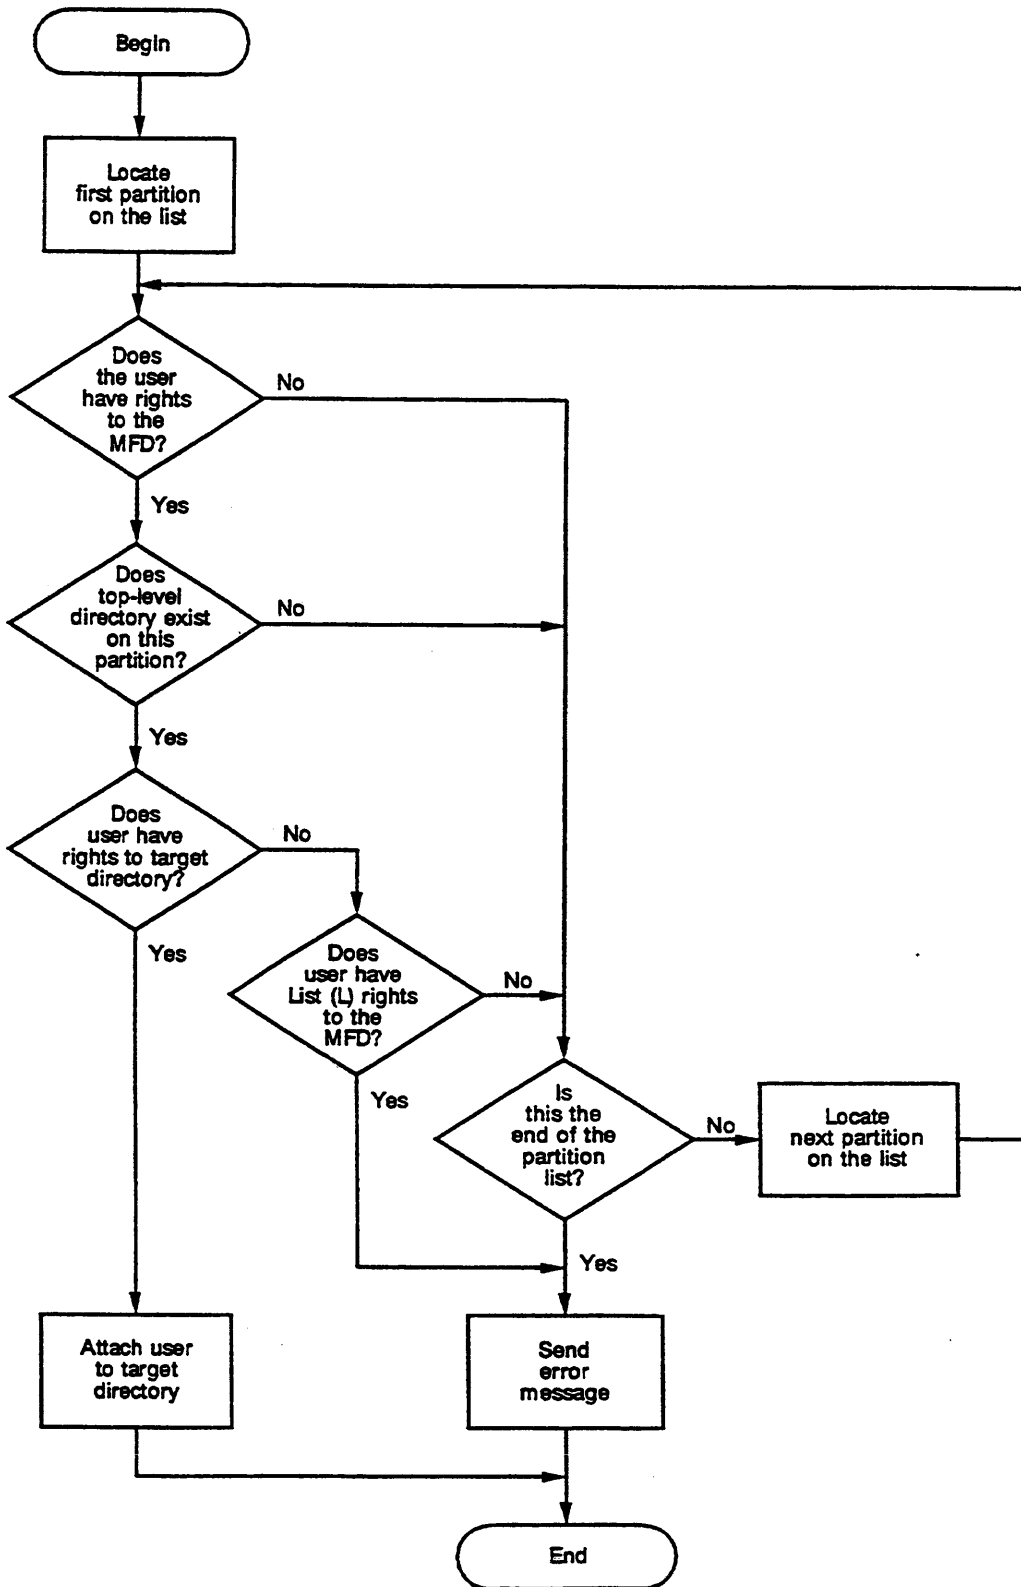 Begin
Locate
first partition
on the list
Does
the user
have rights
to the
MFD?
No
Yes
Does
top-level
directory exist
on this
partition?
No
Yes
Does
user have
rights to target
directory?
No
Yes
Does
user have
List (L) rights
to the
MFD?
No
Yes
Is
this the
end of the
partition
list?
No
Locate
next partition
on the list
Yes
Attach user
to target
directory
Send
error
message
End